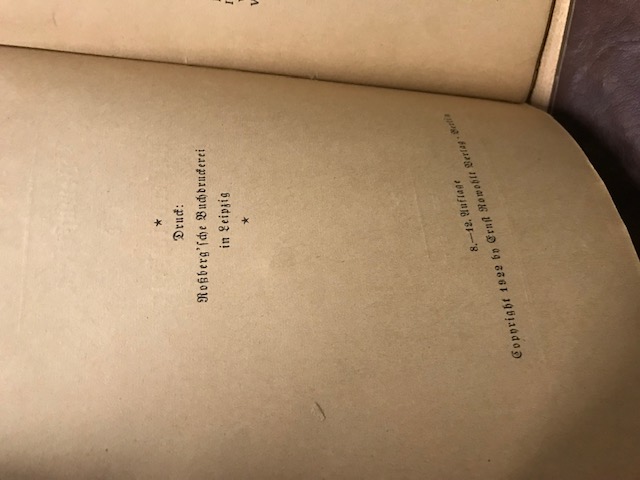 ★
Druck:
Roßberg'sche Buchdruckerei
in Leipzig
★
8.—12. Auflage
Copyright 1922 by Ernst Rowohlt Verlag · Berlin